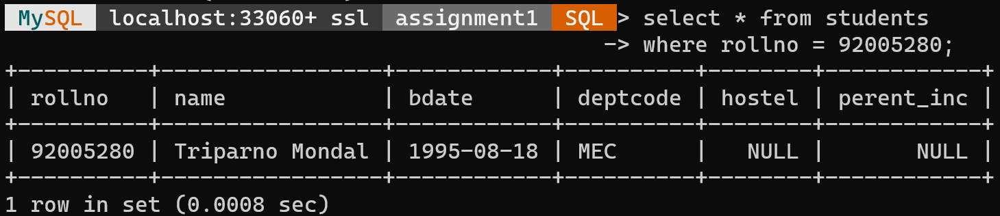 MySQL localhost:33060+ ssl assignment1 SQL > select * from students
-> where rollno = 92005280;
+----------+----------------+------------+----------+--------+------------+
| rollno   | name           | bdate      | deptcode | hostel | perent_inc |
+----------+----------------+------------+----------+--------+------------+
| 92005280 | Triparno Mondal | 1995-08-18 | MEC      |   NULL |       NULL |
+----------+----------------+------------+----------+--------+------------+
1 row in set (0.0008 sec)